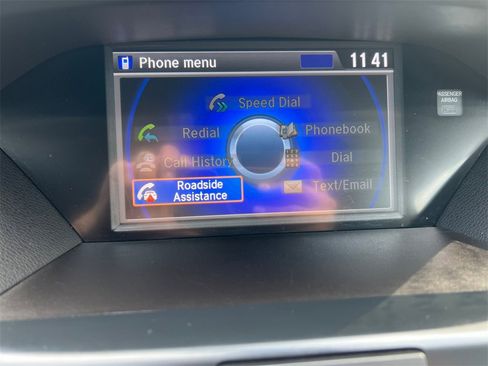 Phone menu
11 41
Speed Dial
Redial
Phonebook
Call History
Dial
Roadside
Assistance
Text/Email
PASSENGER
AIRBAG